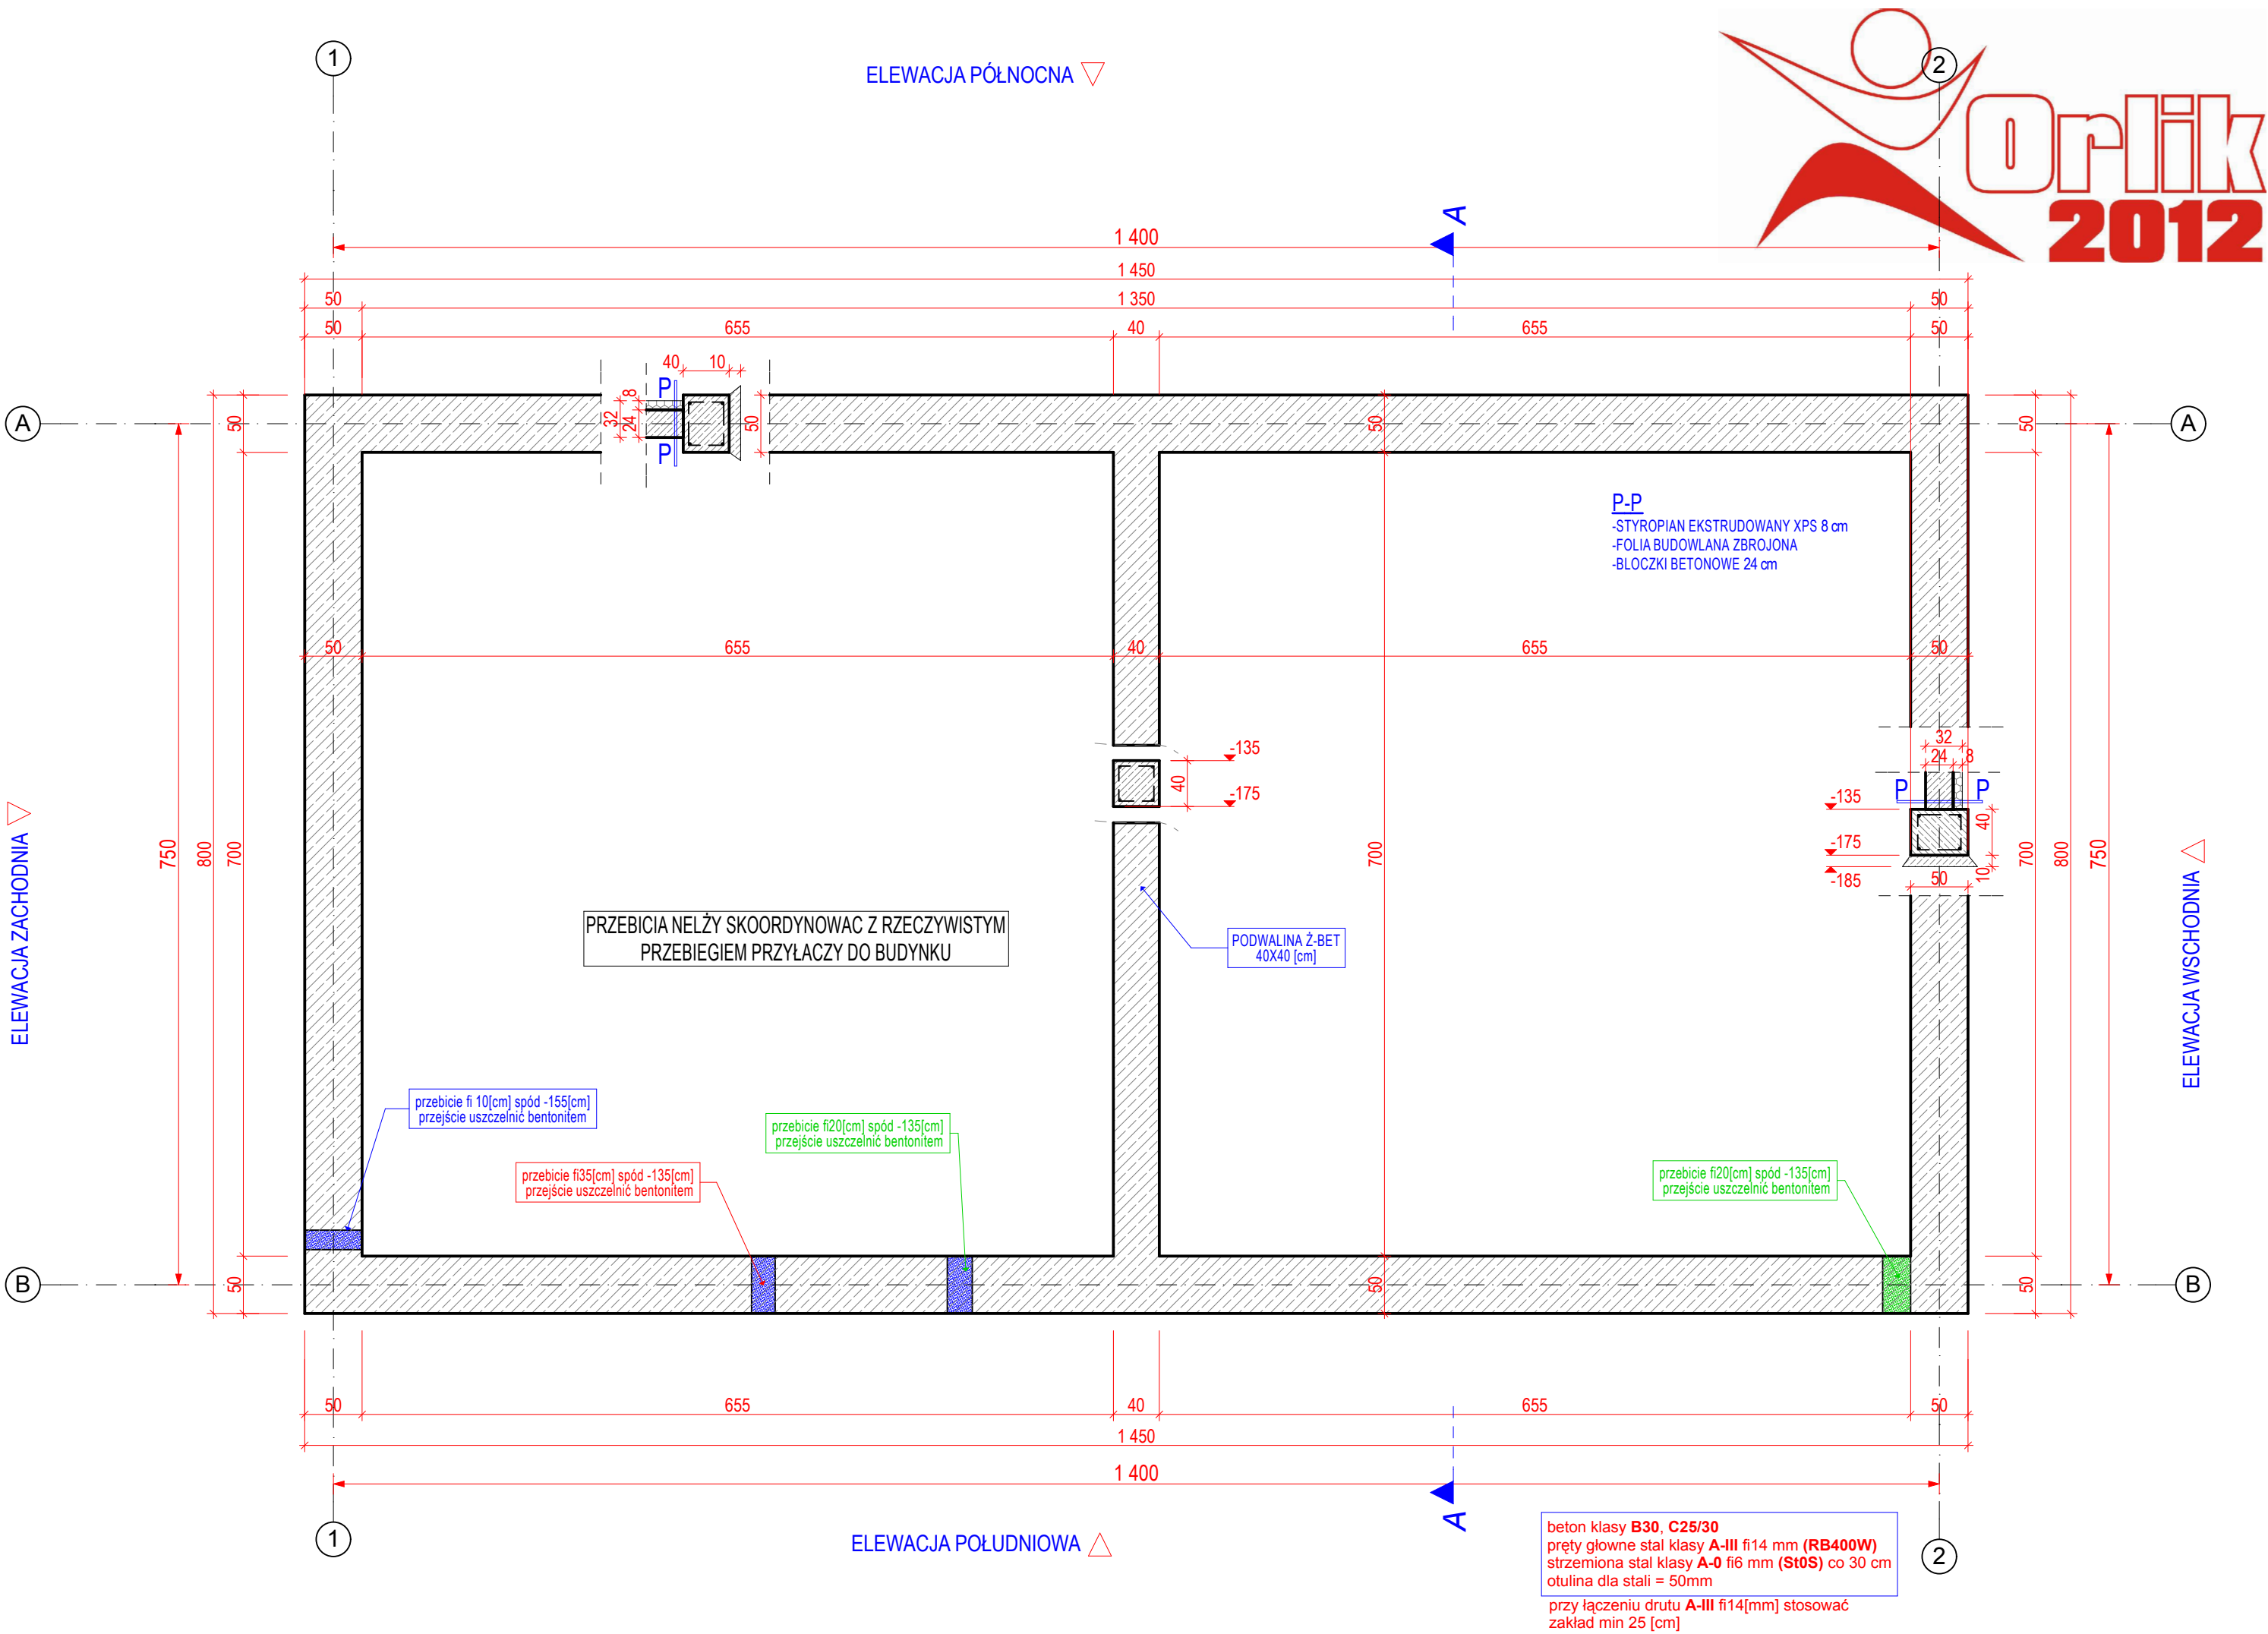 1
ELEWACJA PÓŁNOCNA
2
Orlik
2012
A
1 400
1 450
50
1 350
50
50
655
40
655
50
40
10
P
8
32
24
50
P
A
50
50
50
A
P-P
-STYROPIAN EKSTRUDOWANY XPS 8 cm
-FOLIA BUDOWLANA ZBROJONA
-BLOCZKI BETONOWE 24 cm
50
655
40
655
50
-135
40
-175
32
24
8
P
P
-135
40
-175
-185
50
10
ELEWACJA ZACHODNIA
750
800
700
700
700
800
750
ELEWACJA WSCHODNIA
PRZEBICIA NELŻY SKOORDYNOWAC Z RZECZYWISTYM
PRZEBIEGIEM PRZYŁACZY DO BUDYNKU
PODWALINA Ż-BET
40X40 [cm]
przebicie fi 10[cm] spód -155[cm]
przejście uszczelnić bentonitem
przebicie fi20[cm] spód -135[cm]
przejście uszczelnić bentonitem
przebicie fi35[cm] spód -135[cm]
przejście uszczelnić bentonitem
przebicie fi20[cm] spód -135[cm]
przejście uszczelnić bentonitem
B
50
50
50
B
50
655
40
655
50
1 450
1 400
A
1
ELEWACJA POŁUDNIOWA
2
beton klasy B30, C25/30
pręty głowne stal klasy A-III fi14 mm (RB400W)
strzemiona stal klasy A-0 fi6 mm (St0S) co 30 cm
otulina dla stali = 50mm
przy łączeniu drutu A-III fi14[mm] stosować
zakład min 25 [cm]